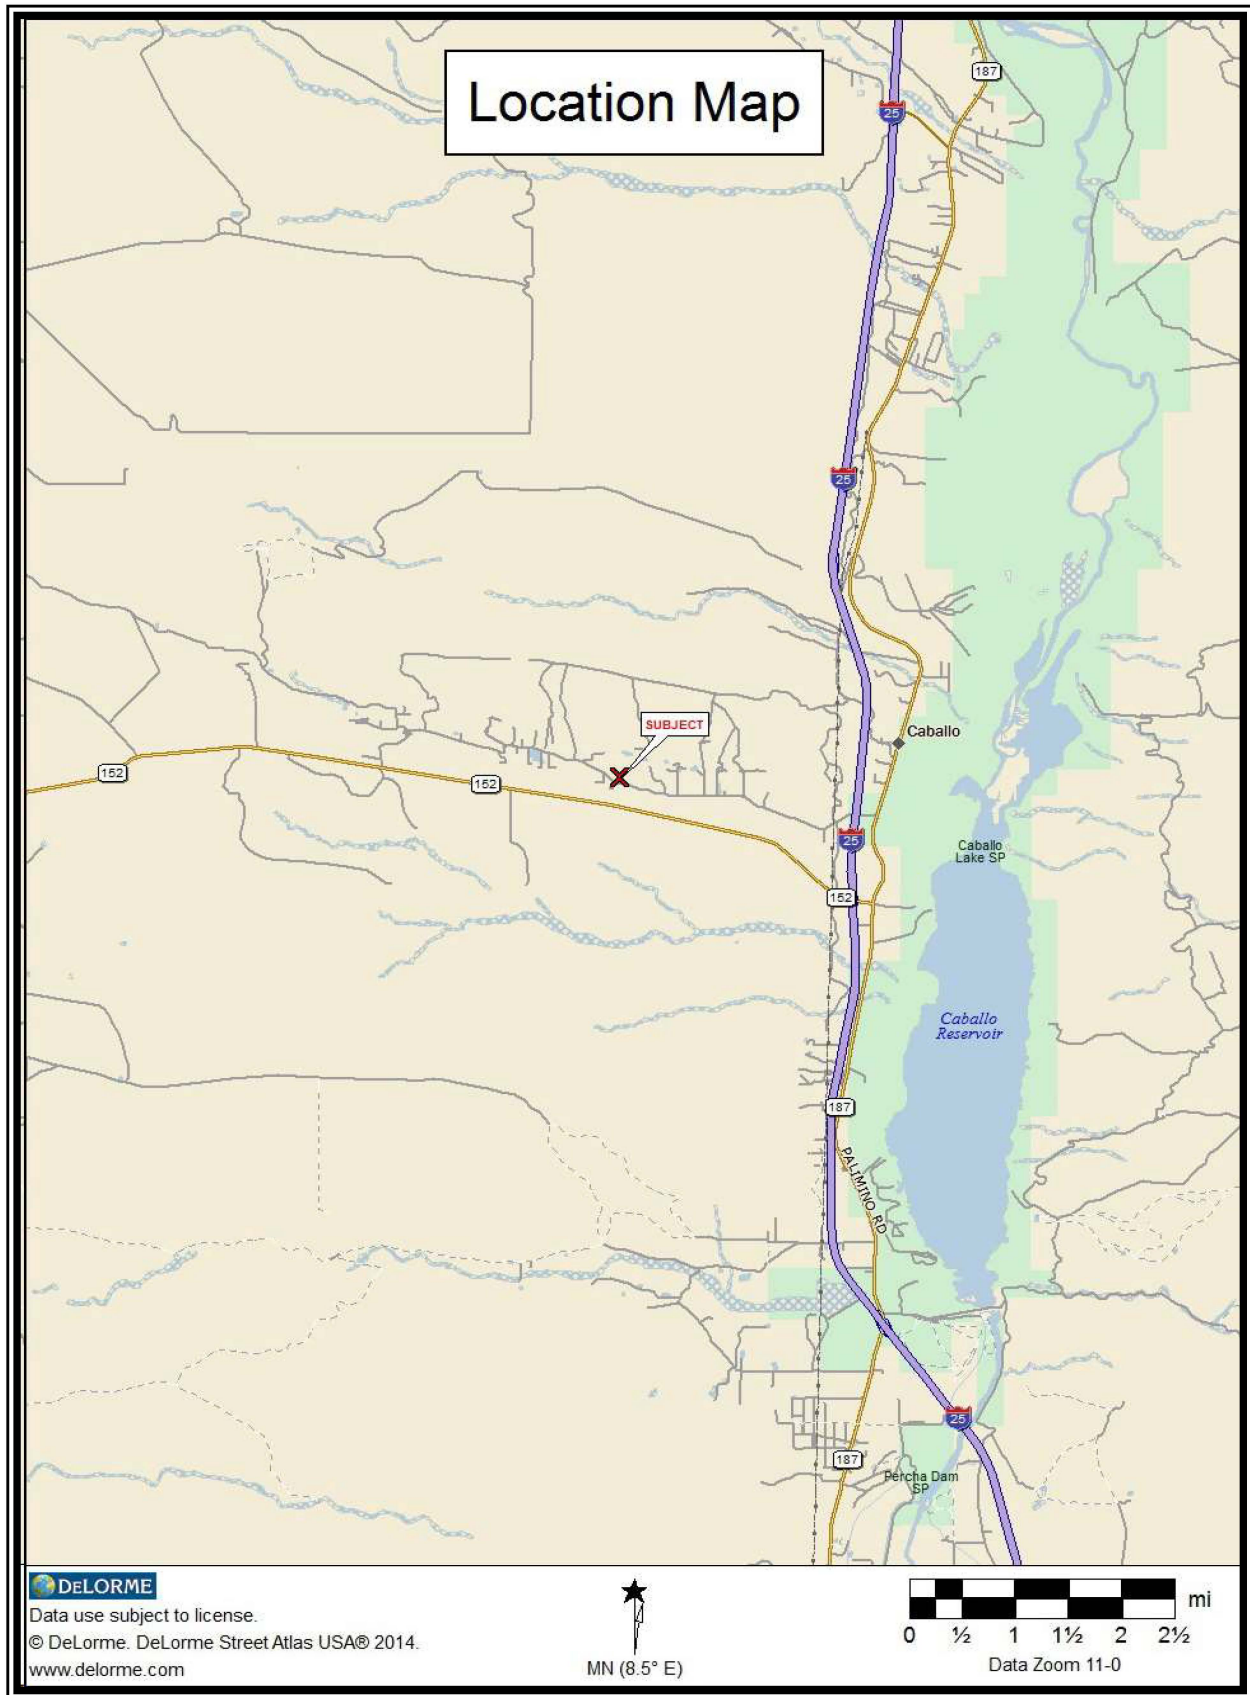 Location Map
187
25
25
SUBJECT
Caballo
152
152
25
Caballo
Lake SP
152
Caballo
Reservoir
187
PALIMINO RD
25
187
Percha Dam
SP
DELORME
Data use subject to license.
© DeLorme. DeLorme Street Atlas USA® 2014.
www.delorme.com
MN (8.5° E)
mi
0 ½ 1 1½ 2 2½
Data Zoom 11-0